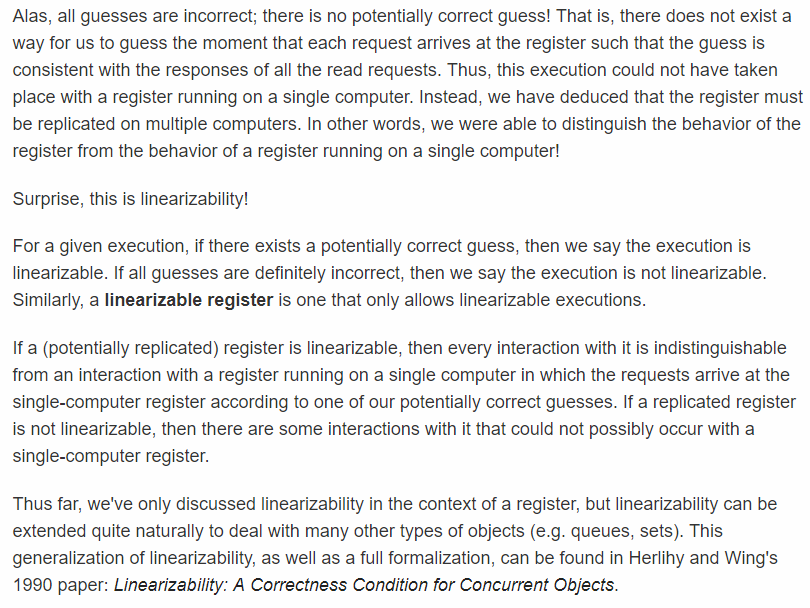 Alas, all guesses are incorrect; there is no potentially correct guess! That is, there does not exist a
way for us to guess the moment that each request arrives at the register such that the guess is
consistent with the responses of all the read requests. Thus, this execution could not have taken
place with a register running on a single computer. Instead, we have deduced that the register must
be replicated on multiple computers. In other words, we were able to distinguish the behavior of the
register from the behavior of a register running on a single computer!
Surprise, this is linearizability!
For a given execution, if there exists a potentially correct guess, then we say the execution is
linearizable. If all guesses are definitely incorrect, then we say the execution is not linearizable.
Similarly, a linearizable register is one that only allows linearizable executions.
If a (potentially replicated) register is linearizable, then every interaction with it is indistinguishable
from an interaction with a register running on a single computer in which the requests arrive at the
single-computer register according to one of our potentially correct guesses. If a replicated register
is not linearizable, then there are some interactions with it that could not possibly occur with a
single-computer register.
Thus far, we've only discussed linearizability in the context of a register, but linearizability can be
extended quite naturally to deal with many other types of objects (e.g. queues, sets). This
generalization of linearizability, as well as a full formalization, can be found in Herlihy and Wing's
1990 paper: Linearizability: A Correctness Condition for Concurrent Objects.